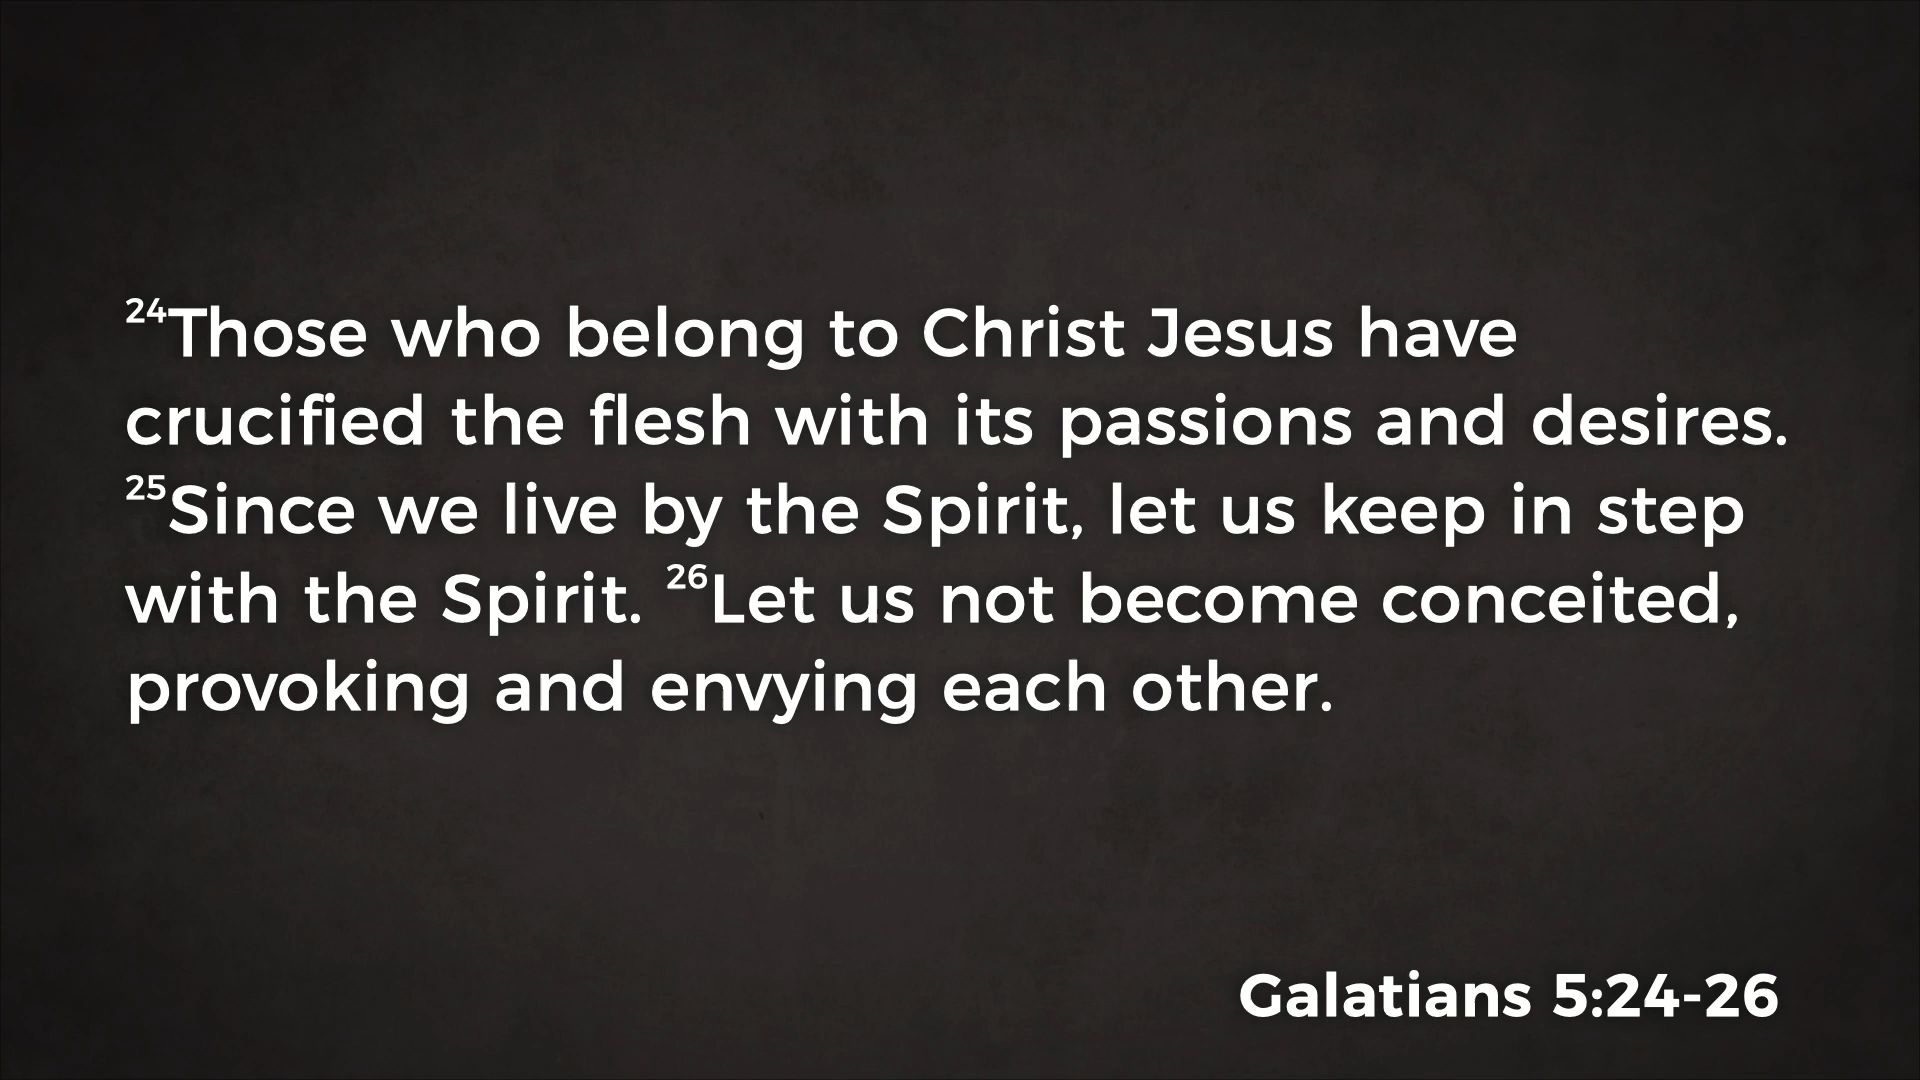 ²⁴Those who belong to Christ Jesus have
crucified the flesh with its passions and desires.
²⁵Since we live by the Spirit, let us keep in step
with the Spirit. ²⁶Let us not become conceited,
provoking and envying each other.
Galatians 5:24-26